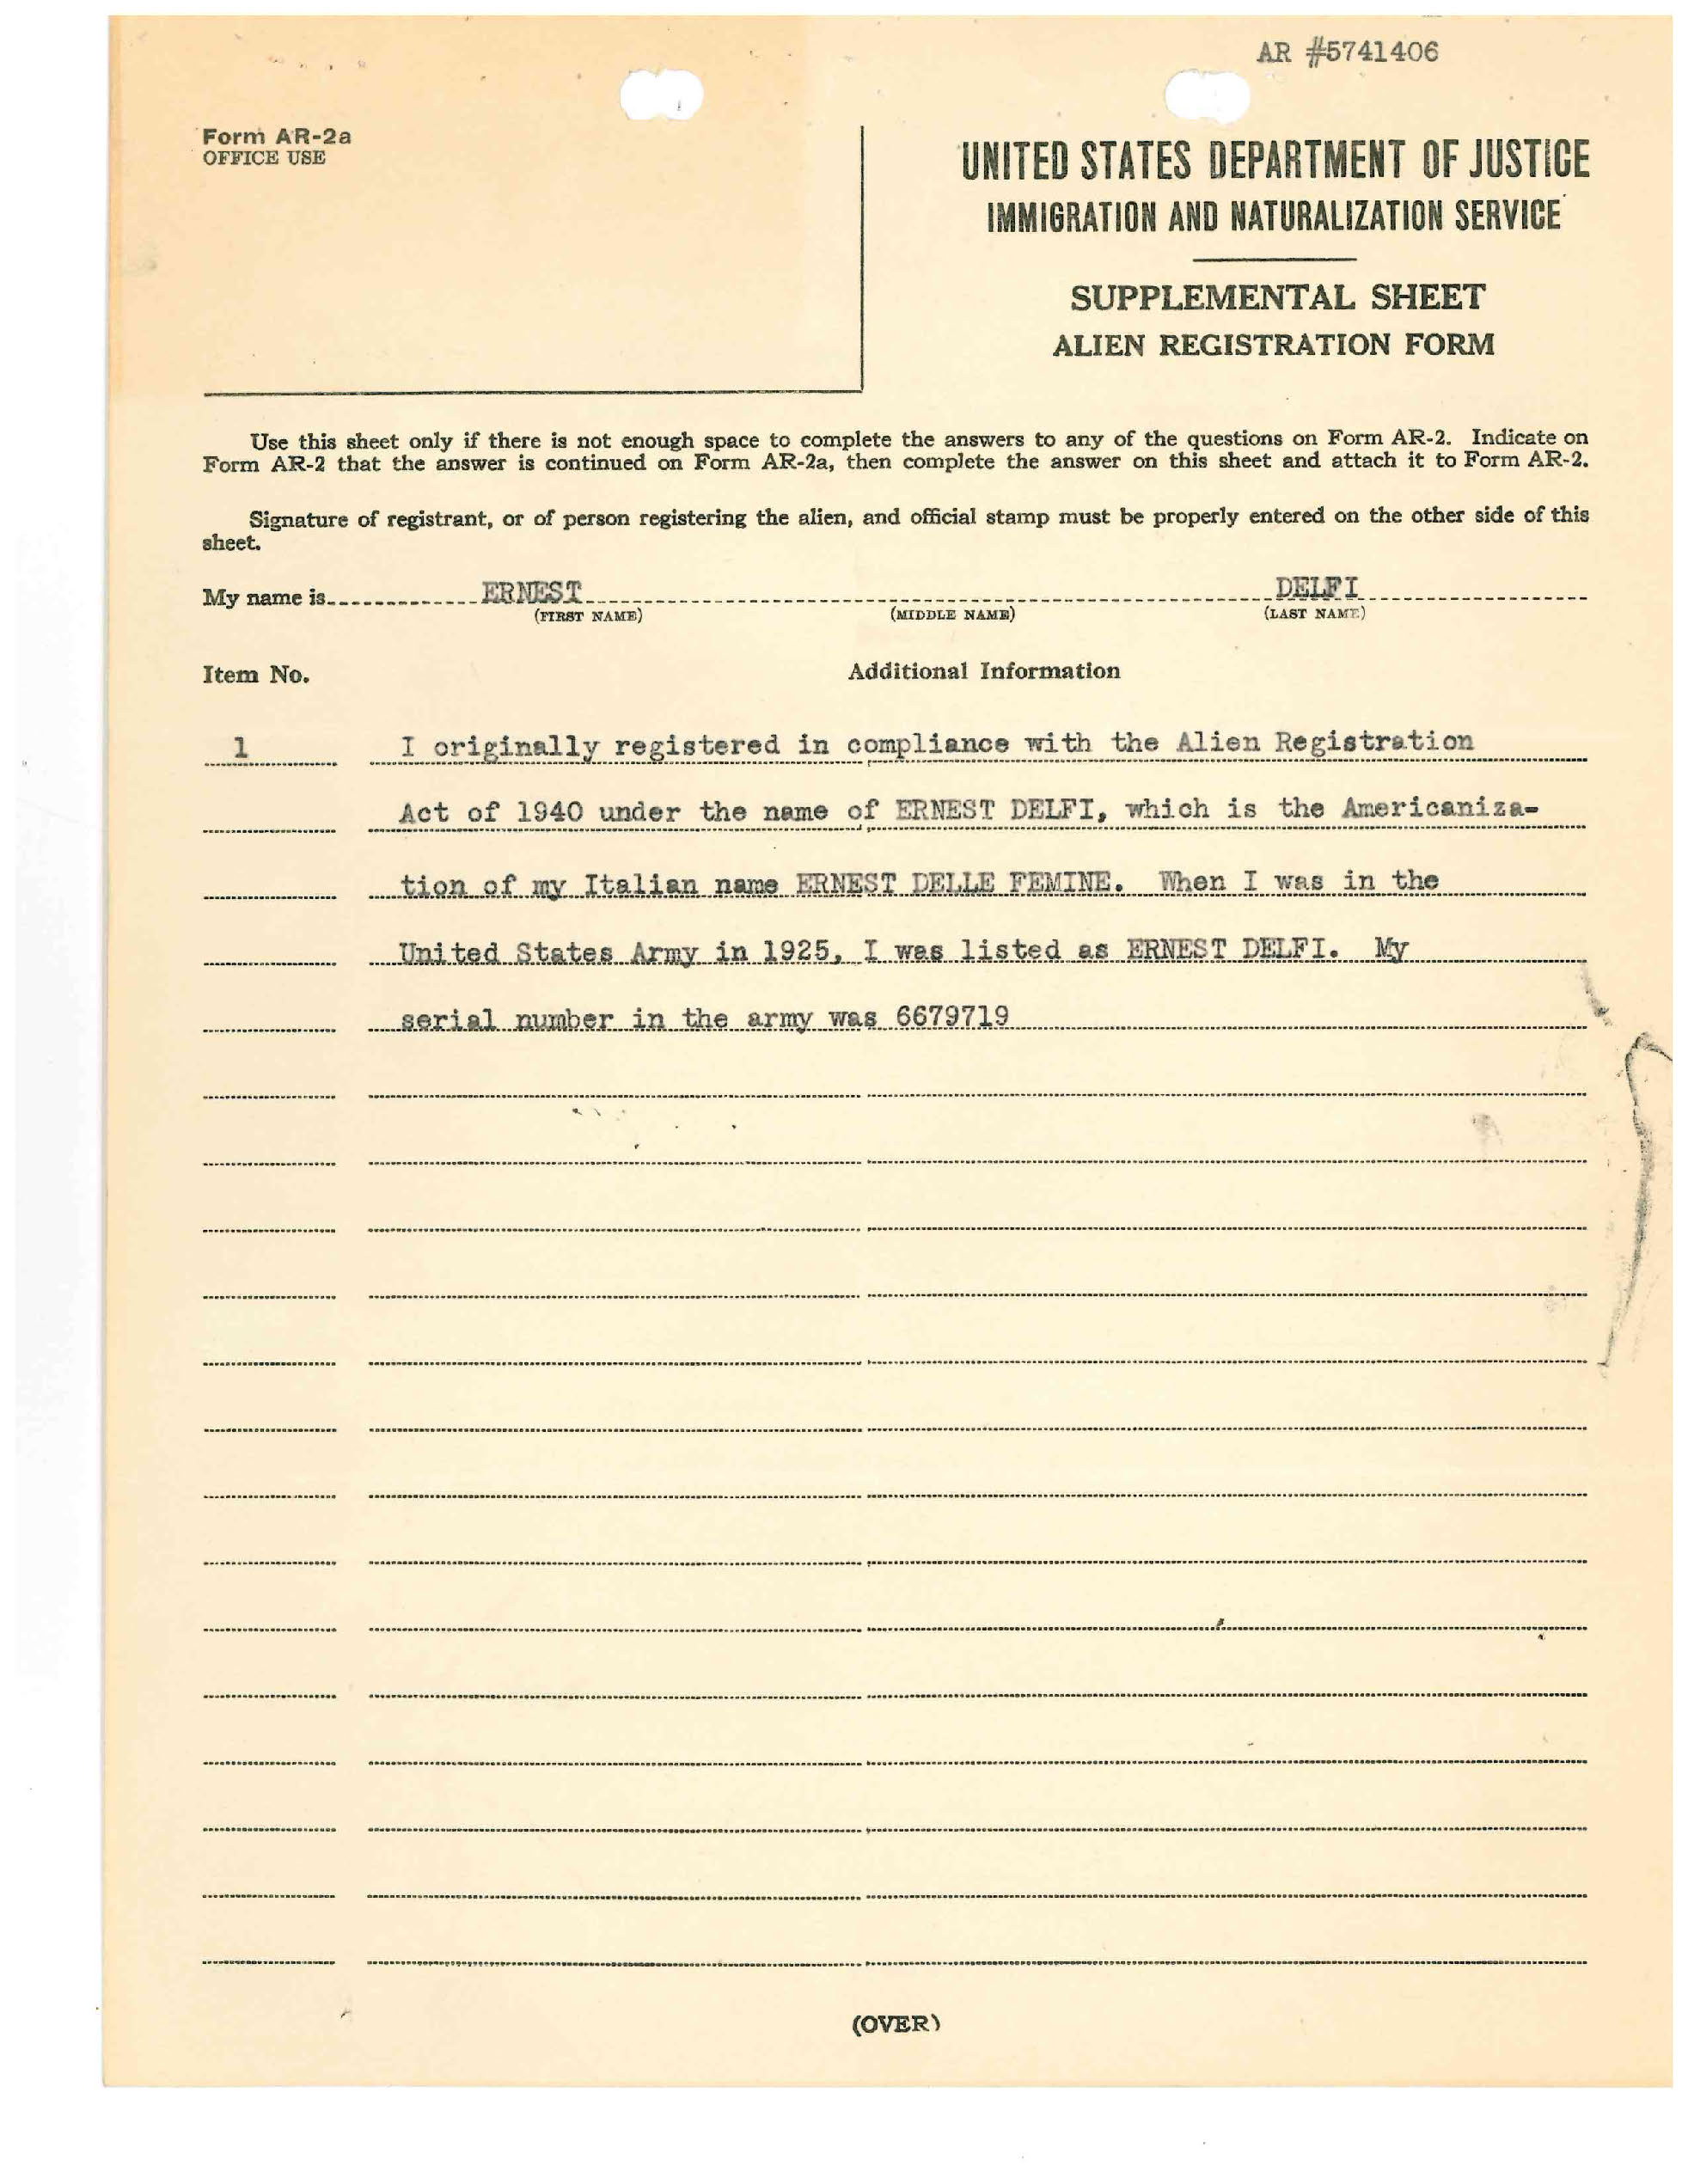 AR #5741406
Form AR-2a
OFFICE USE
UNITED STATES DEPARTMENT OF JUSTICE
IMMIGRATION AND NATURALIZATION SERVICE
SUPPLEMENTAL SHEET
ALIEN REGISTRATION FORM
Use this sheet only if there is not enough space to complete the answers to any of the questions on Form AR-2. Indicate on
Form AR-2 that the answer is continued on Form AR-2a, then complete the answer on this sheet and attach it to Form AR-2.
Signature of registrant, or of person registering the alien, and official stamp must be properly entered on the other side of this
sheet.
My name is ERNEST DELFI
(FIRST NAME) (MIDDLE NAME) (LAST NAME)
Item No. Additional Information
1 I originally registered in compliance with the Alien Registration
Act of 1940 under the name of ERNEST DELFI, which is the Americaniza-
tion of my Italian name ERNEST DELLE FEMINE. When I was in the
United States Army in 1925, I was listed as ERNEST DELFI. My
serial number in the army was 6679719
(OVER)